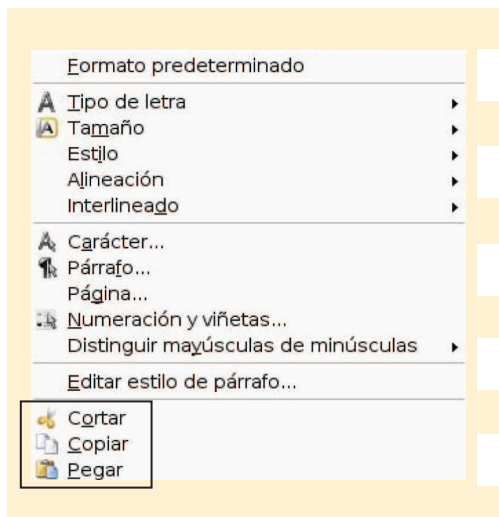 Formato predeterminado
Tipo de letra
Tamaño
Estilo
Alineación
Interlineado
Carácter...
Párrafo...
Página...
Numeración y viñetas...
Distinguir mayúsculas de minúsculas
Editar estilo de párrafo...
Cortar
Copiar
Pegar